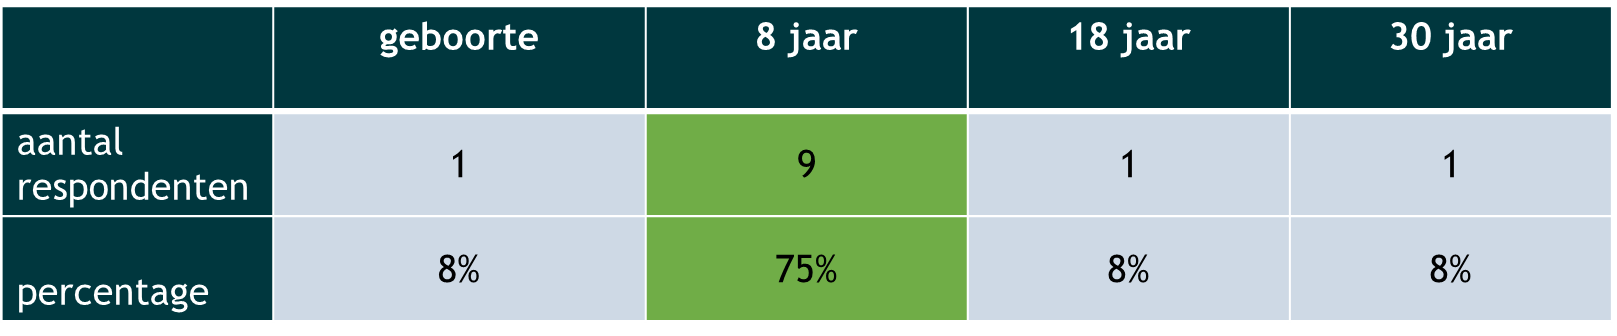 geboorte 8 jaar 18 jaar 30 jaar
aantal
respondenten 1 9 1 1
percentage 8% 75% 8% 8%